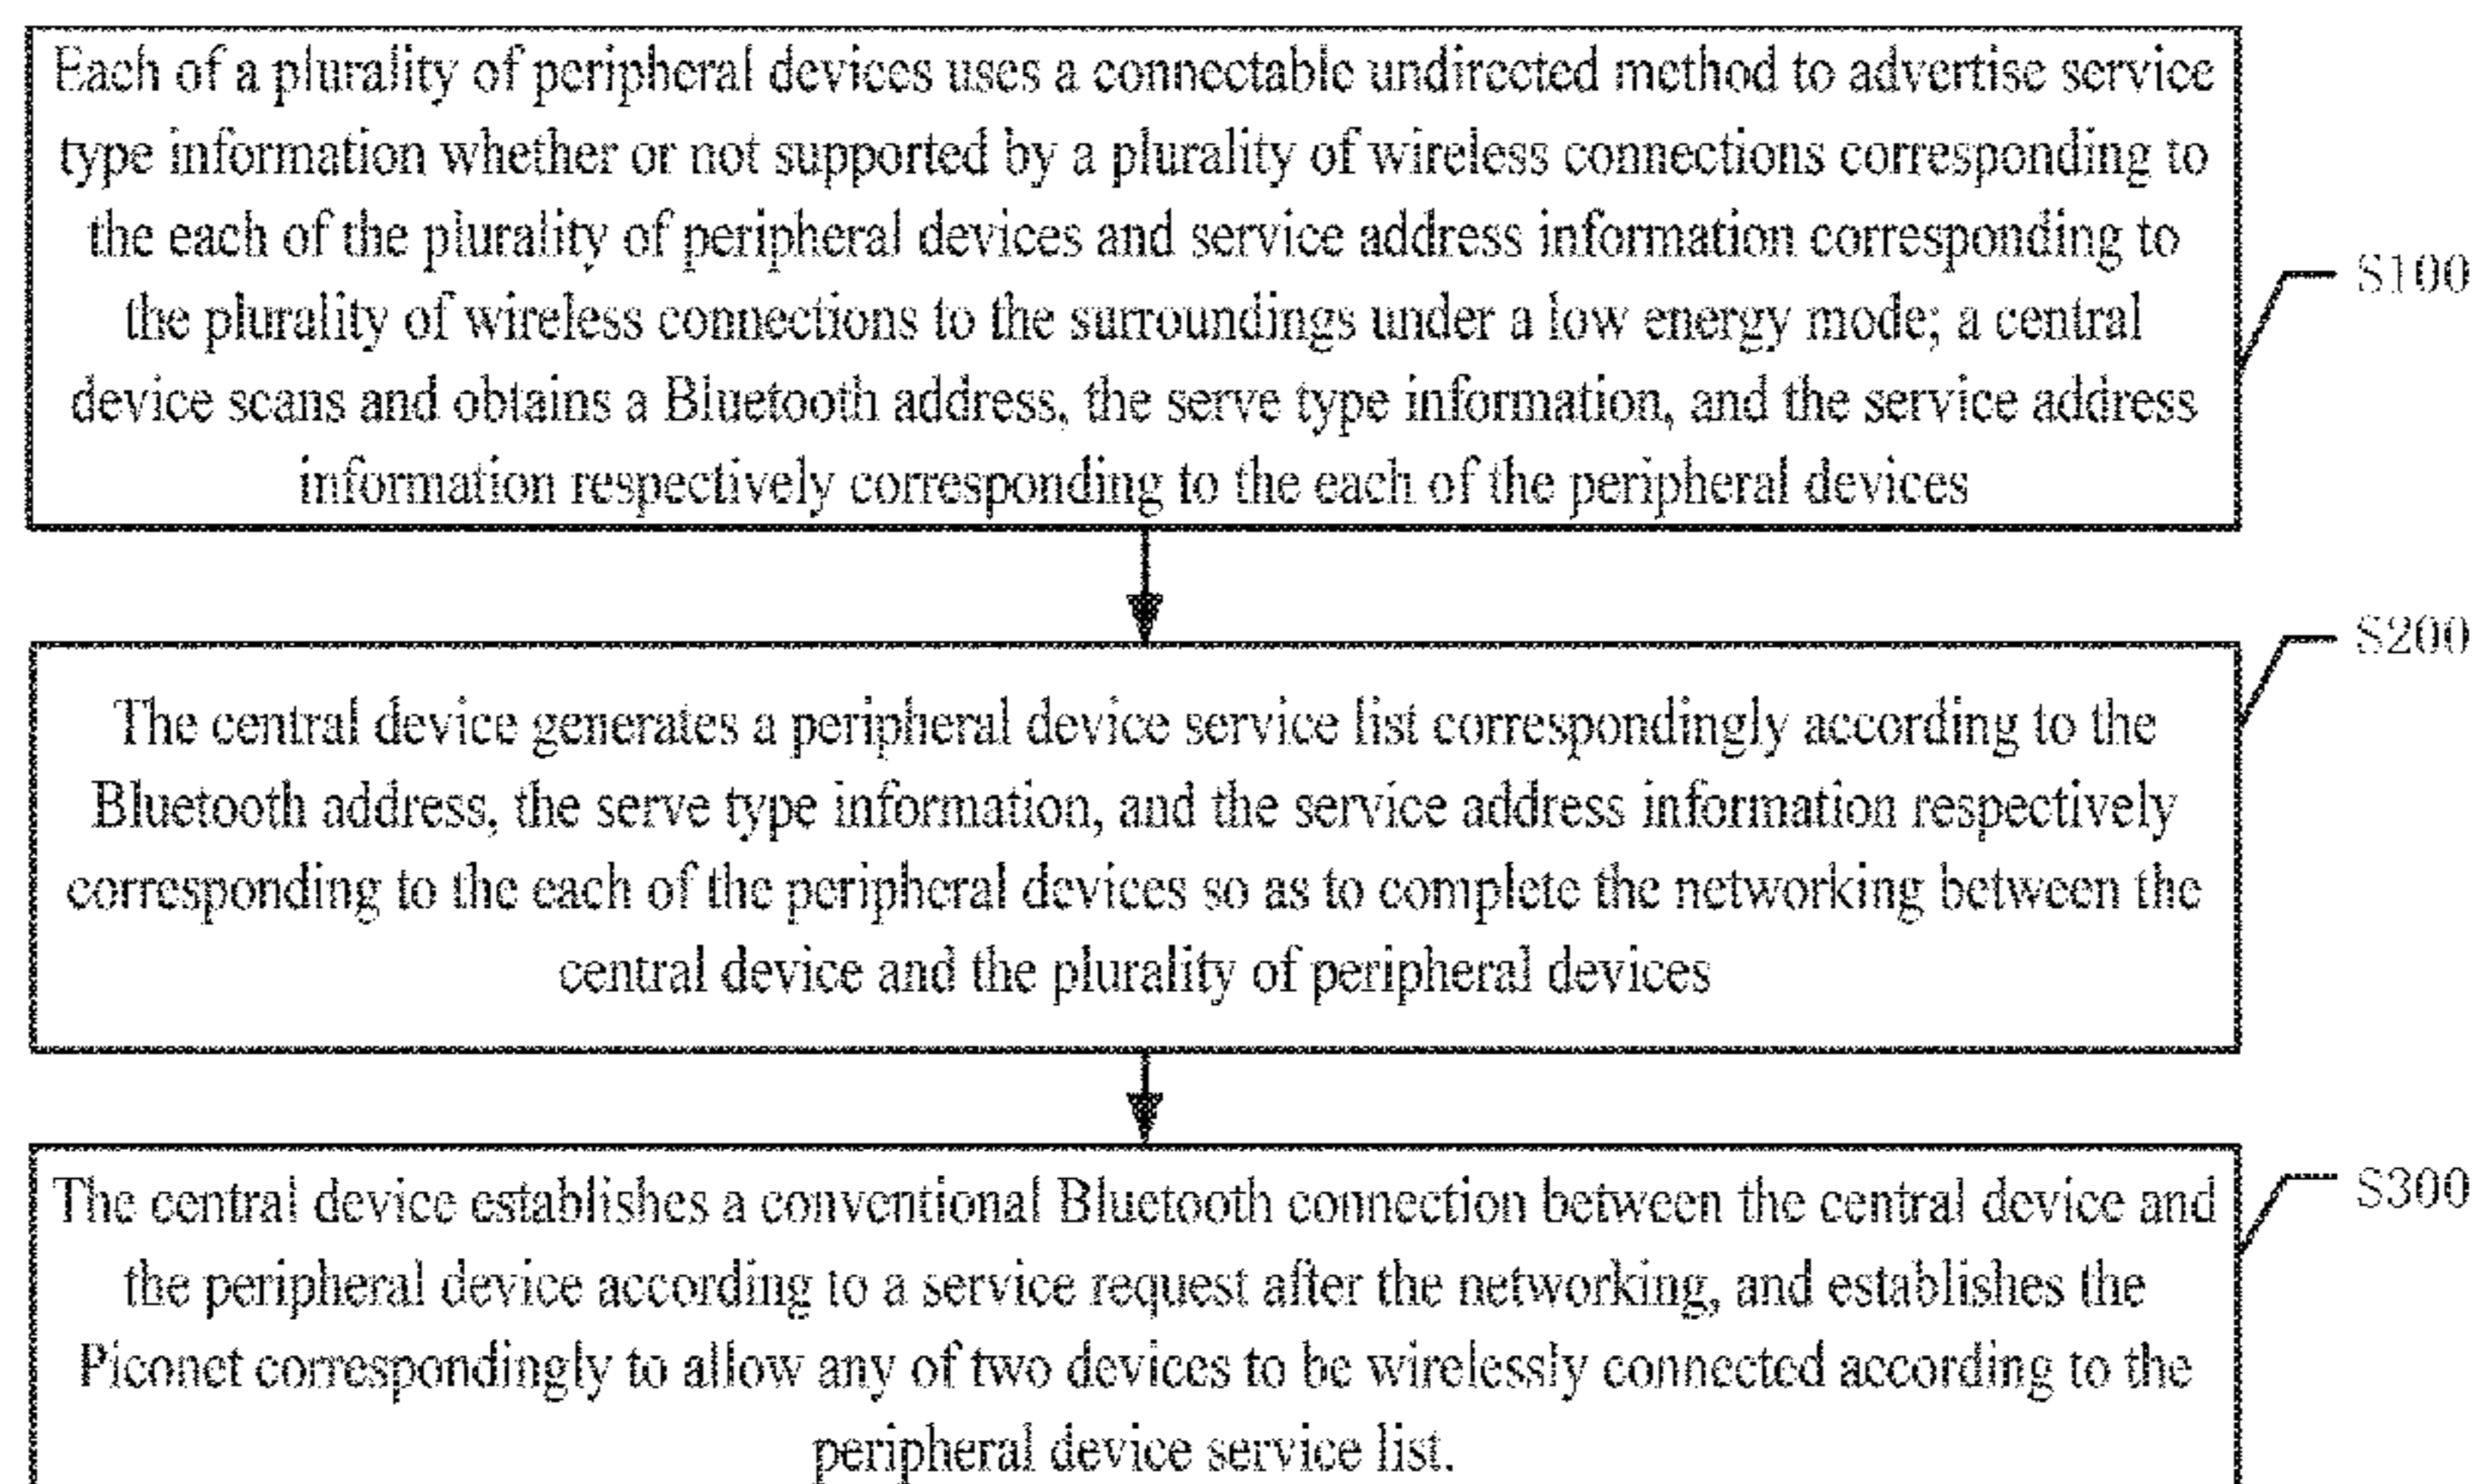 Each of a plurality of peripheral devices uses a connectable undirected method to advertise service
type information whether or not supported by a plurality of wireless connections corresponding to
the each of the plurality of peripheral devices and service address information corresponding to
the plurality of wireless connections to the surroundings under a low energy mode; a central
device scans and obtains a Bluetooth address, the serve type information, and the service address
information respectively corresponding to the each of the peripheral devices
S100
S200
The central device generates a peripheral device service list correspondingly according to the
Bluetooth address, the serve type information, and the service address information respectively
corresponding to the each of the peripheral devices so as to complete the networking between the
central device and the plurality of peripheral devices
S300
The central device establishes a conventional Bluetooth connection between the central device and
the peripheral device according to a service request after the networking, and establishes the
Piconet correspondingly to allow any of two devices to be wirelessly connected according to the
peripheral device service list.